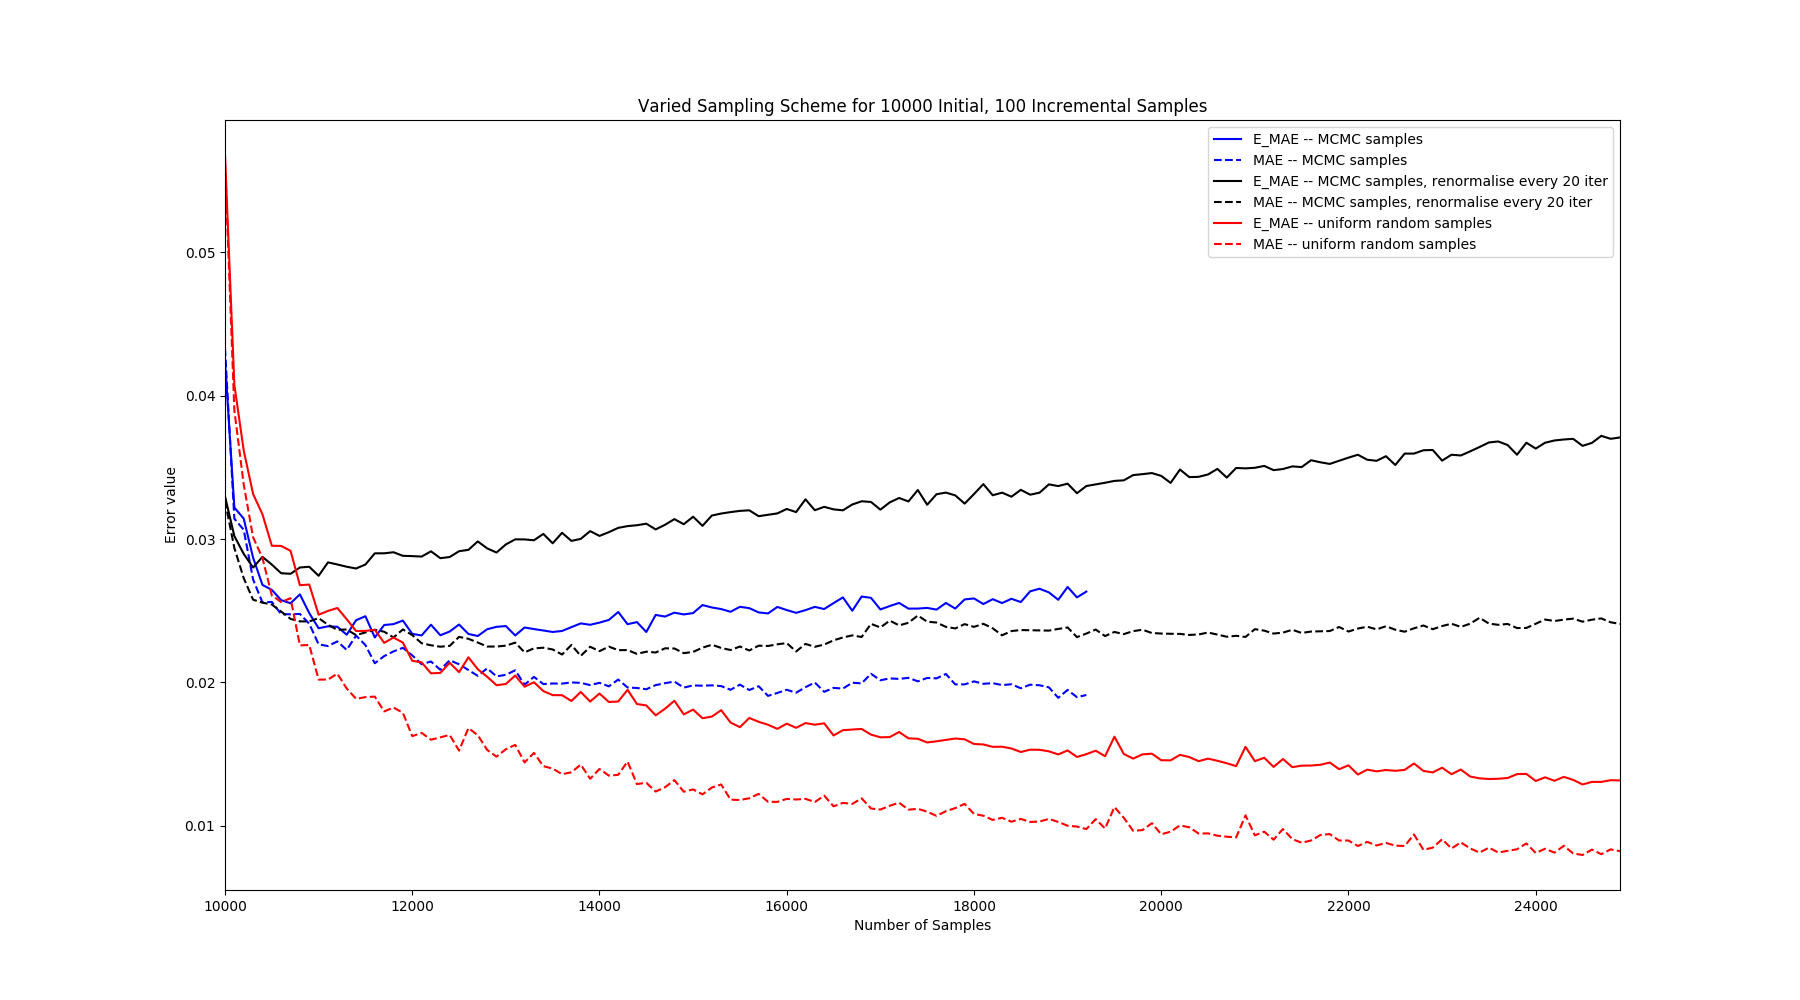 Varied Sampling Scheme for 10000 Initial, 100 Incremental Samples
E_MAE -- MCMC samples
MAE -- MCMC samples
E_MAE -- MCMC samples, renormalise every 20 iter
MAE -- MCMC samples, renormalise every 20 iter
E_MAE -- uniform random samples
MAE -- uniform random samples
Error value
0.05
0.04
0.03
0.02
0.01
10000 12000 14000 16000 18000 20000 22000 24000
Number of Samples